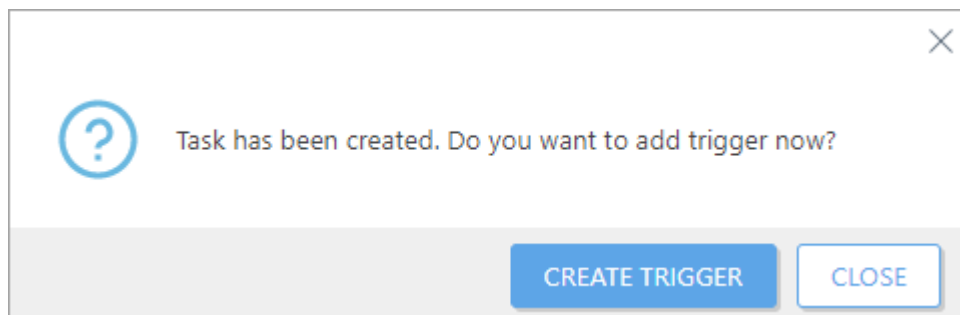 Task has been created. Do you want to add trigger now?
CREATE TRIGGER CLOSE